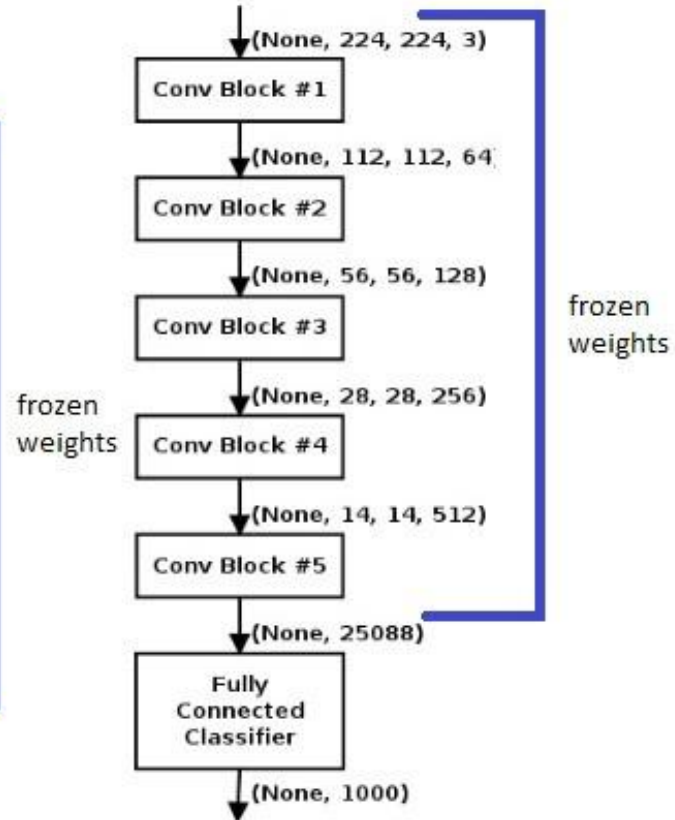 (None, 224, 224, 3)
Conv Block #1
(None, 112, 112, 64)
Conv Block #2
(None, 56, 56, 128)
Conv Block #3
frozen
weights
(None, 28, 28, 256)
frozen
weights
Conv Block #4
(None, 14, 14, 512)
Conv Block #5
(None, 25088)
Fully
Connected
Classifier
(None, 1000)